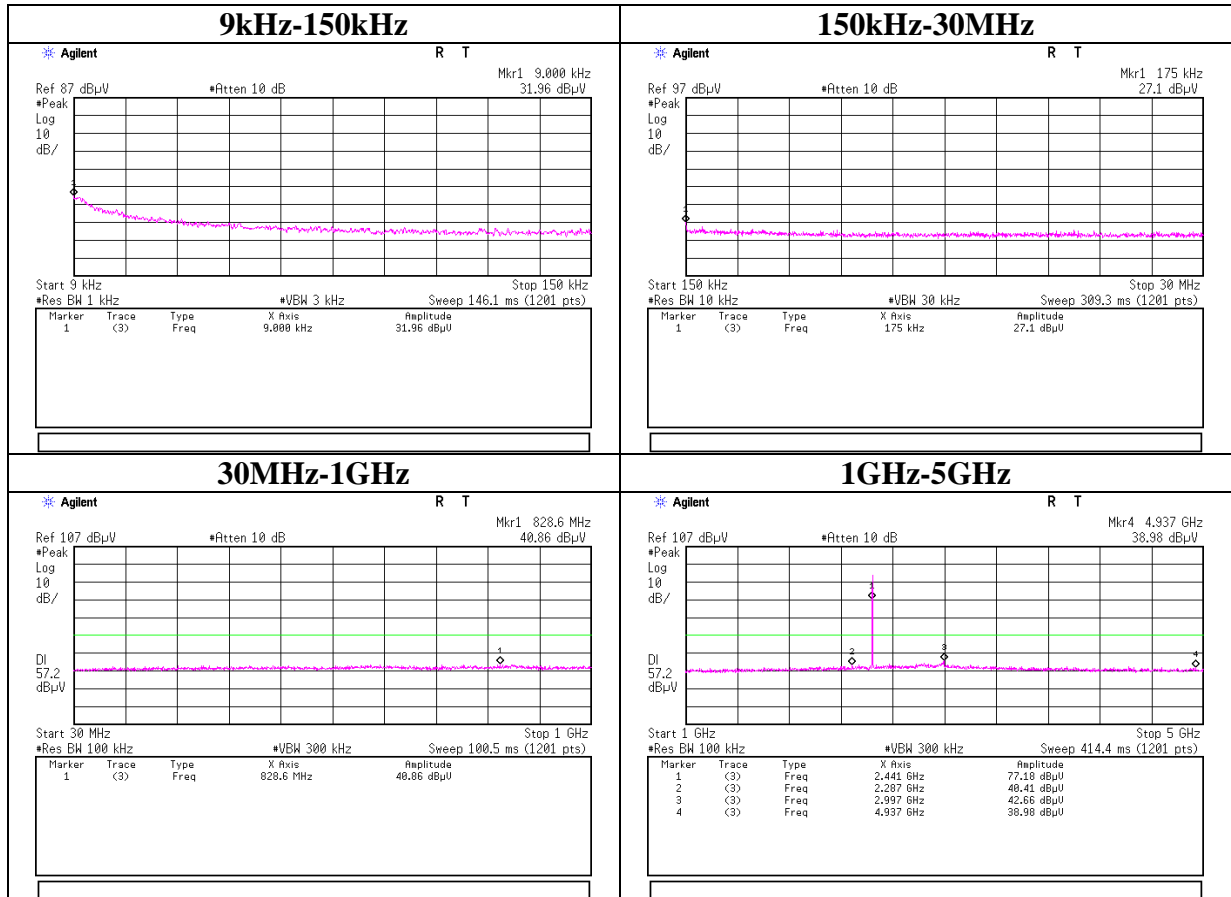 9kHz-150kHz
Agilent R T
Mkr1 9.000 kHz
Ref 87 dBµV #Atten 10 dB 31.96 dBµV
#Peak
Log
10
dB/
1
Start 9 kHz Stop 150 kHz
#Res BW 1 kHz #VBW 3 kHz Sweep 146.1 ms (1201 pts)
Marker Trace Type X Axis Amplitude
1 (3) Freq 9.000 kHz 31.96 dBµV
150kHz-30MHz
Agilent R T
Mkr1 175 kHz
Ref 97 dBµV #Atten 10 dB 27.1 dBµV
#Peak
Log
10
dB/
1
Start 150 kHz Stop 30 MHz
#Res BW 10 kHz #VBW 30 kHz Sweep 309.3 ms (1201 pts)
Marker Trace Type X Axis Amplitude
1 (3) Freq 175 kHz 27.1 dBµV
30MHz-1GHz
Agilent R T
Mkr1 828.6 MHz
Ref 107 dBµV #Atten 10 dB 40.86 dBµV
#Peak
Log
10
dB/
1
DI
57.2
dBµV
Start 30 MHz Stop 1 GHz
#Res BW 100 kHz #VBW 300 kHz Sweep 100.5 ms (1201 pts)
Marker Trace Type X Axis Amplitude
1 (3) Freq 828.6 MHz 40.86 dBµV
1GHz-5GHz
Agilent R T
Mkr4 4.937 GHz
Ref 107 dBµV #Atten 10 dB 38.98 dBµV
#Peak
Log
10
dB/
1
2 3 4
DI
57.2
dBµV
Start 1 GHz Stop 5 GHz
#Res BW 100 kHz #VBW 300 kHz Sweep 414.4 ms (1201 pts)
Marker Trace Type X Axis Amplitude
1 (3) Freq 2.441 GHz 77.18 dBµV
2 (3) Freq 2.287 GHz 40.41 dBµV
3 (3) Freq 2.997 GHz 42.66 dBµV
4 (3) Freq 4.937 GHz 38.98 dBµV